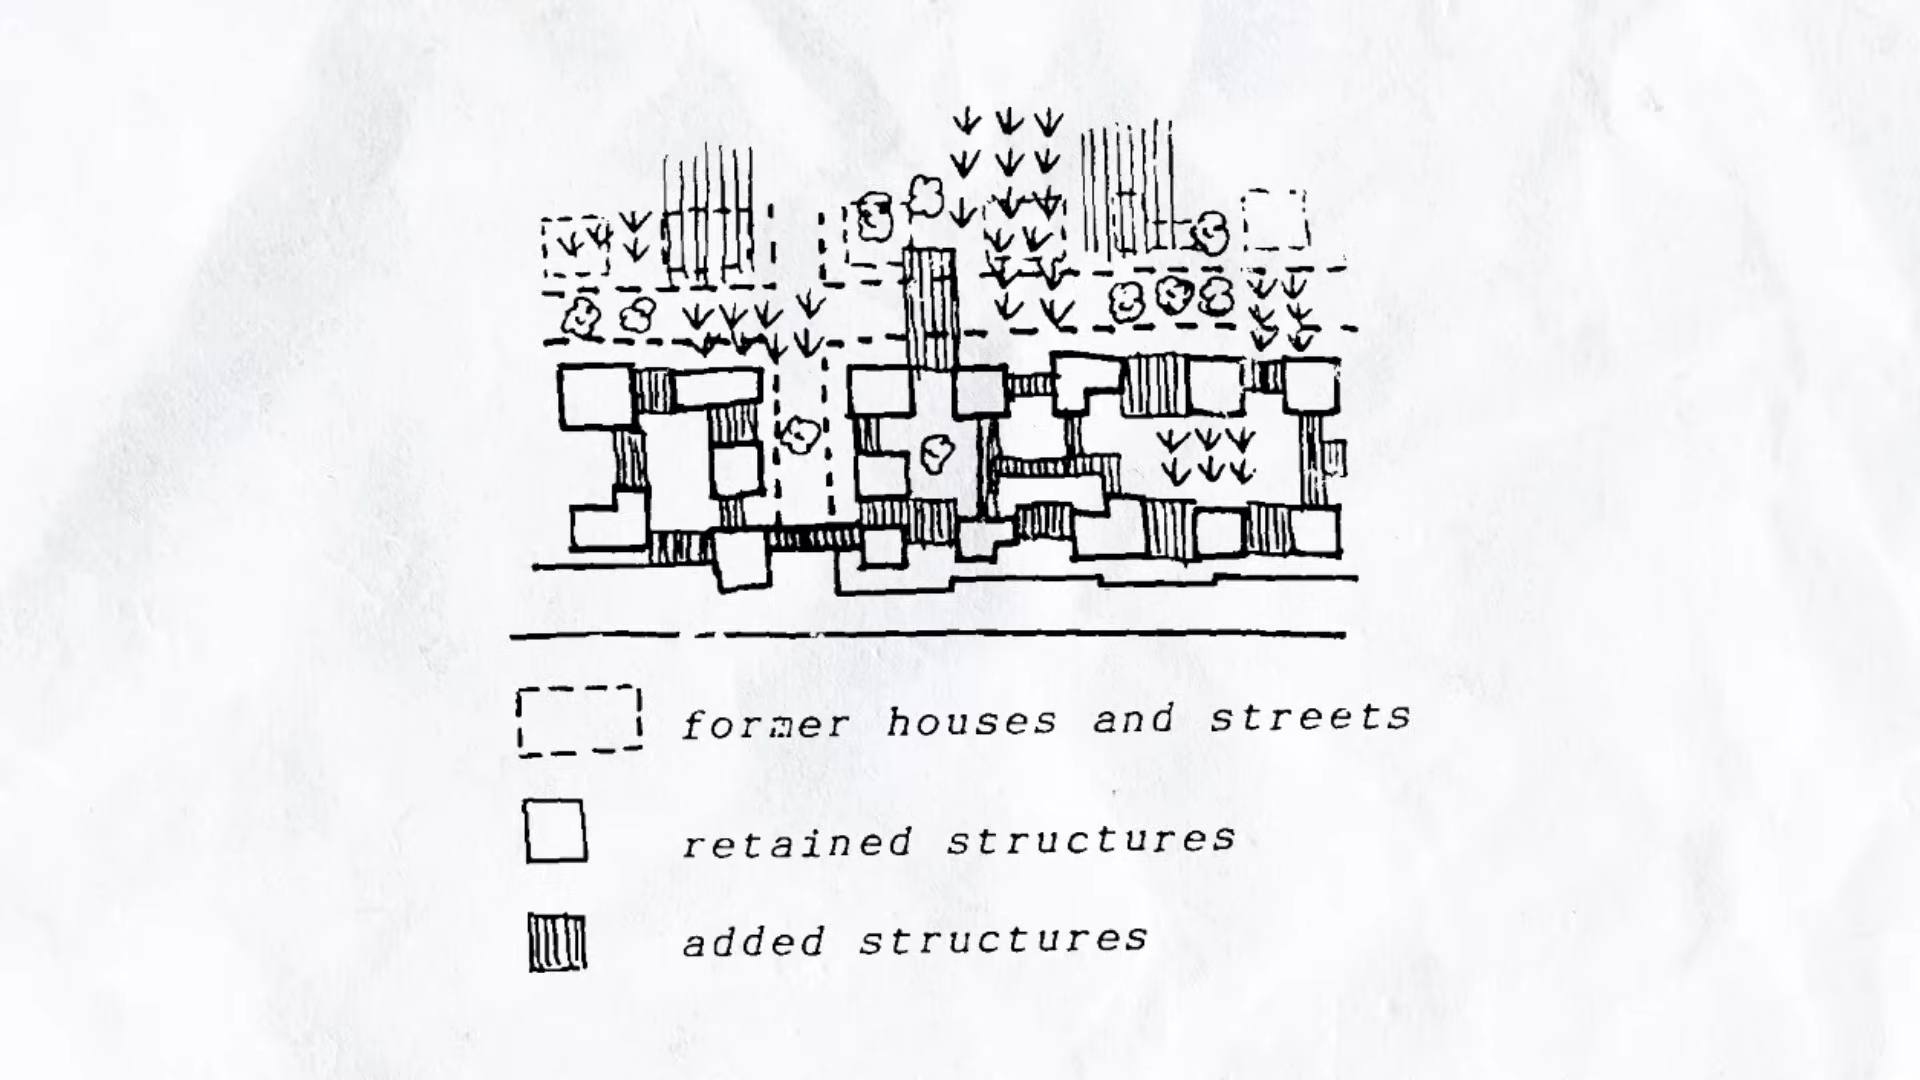 former houses and streets
retained structures
added structures